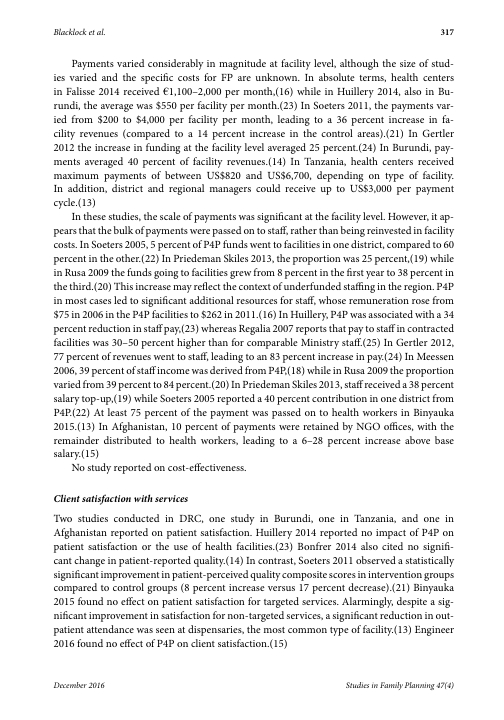 Blacklock et al. 317
Payments varied considerably in magnitude at facility level, although the size of stud-
ies varied and the specific costs for FP are unknown. In absolute terms, health centers
in Falisse 2014 received €1,100–2,000 per month,(16) while in Huillery 2014, also in Bu-
rundi, the average was $550 per facility per month.(23) In Soeters 2011, the payments var-
ied from $200 to $4,000 per facility per month, leading to a 36 percent increase in fa-
cility revenues (compared to a 14 percent increase in the control areas).(21) In Gertler
2012 the increase in funding at the facility level averaged 25 percent.(24) In Burundi, pay-
ments averaged 40 percent of facility revenues.(14) In Tanzania, health centers received
maximum payments of between US$820 and US$6,700, depending on type of facility.
In addition, district and regional managers could receive up to US$3,000 per payment
cycle.(13)
In these studies, the scale of payments was significant at the facility level. However, it ap-
pears that the bulk of payments were passed on to staff, rather than being reinvested in facility
costs. In Soeters 2005, 5 percent of P4P funds went to facilities in one district, compared to 60
percent in the other.(22) In Priedeman Skiles 2013, the proportion was 25 percent,(19) while
in Rusa 2009 the funds going to facilities grew from 8 percent in the first year to 38 percent in
the third.(20) This increase may reflect the context of underfunded staffing in the region. P4P
in most cases led to significant additional resources for staff, whose remuneration rose from
$75 in 2006 in the P4P facilities to $262 in 2011.(16) In Huillery, P4P was associated with a 34
percent reduction in staff pay,(23) whereas Regalia 2007 reports that pay to staff in contracted
facilities was 30–50 percent higher than for comparable Ministry staff.(25) In Gertler 2012,
77 percent of revenues went to staff, leading to an 83 percent increase in pay.(24) In Meessen
2006, 39 percent of staff income was derived from P4P,(18) while in Rusa 2009 the proportion
varied from 39 percent to 84 percent.(20) In Priedeman Skiles 2013, staff received a 38 percent
salary top-up,(19) while Soeters 2005 reported a 40 percent contribution in one district from
P4P.(22) At least 75 percent of the payment was passed on to health workers in Binyauka
2015.(13) In Afghanistan, 10 percent of payments were retained by NGO offices, with the
remainder distributed to health workers, leading to a 6–28 percent increase above base
salary.(15)
No study reported on cost-effectiveness.
Client satisfaction with services
Two studies conducted in DRC, one study in Burundi, one in Tanzania, and one in
Afghanistan reported on patient satisfaction. Huillery 2014 reported no impact of P4P on
patient satisfaction or the use of health facilities.(23) Bonfrer 2014 also cited no signifi-
cant change in patient-reported quality.(14) In contrast, Soeters 2011 observed a statistically
significant improvement in patient-perceived quality composite scores in intervention groups
compared to control groups (8 percent increase versus 17 percent decrease).(21) Binyauka
2015 found no effect on patient satisfaction for targeted services. Alarmingly, despite a sig-
nificant improvement in satisfaction for non-targeted services, a significant reduction in out-
patient attendance was seen at dispensaries, the most common type of facility.(13) Engineer
2016 found no effect of P4P on client satisfaction.(15)
December 2016 Studies in Family Planning 47(4)